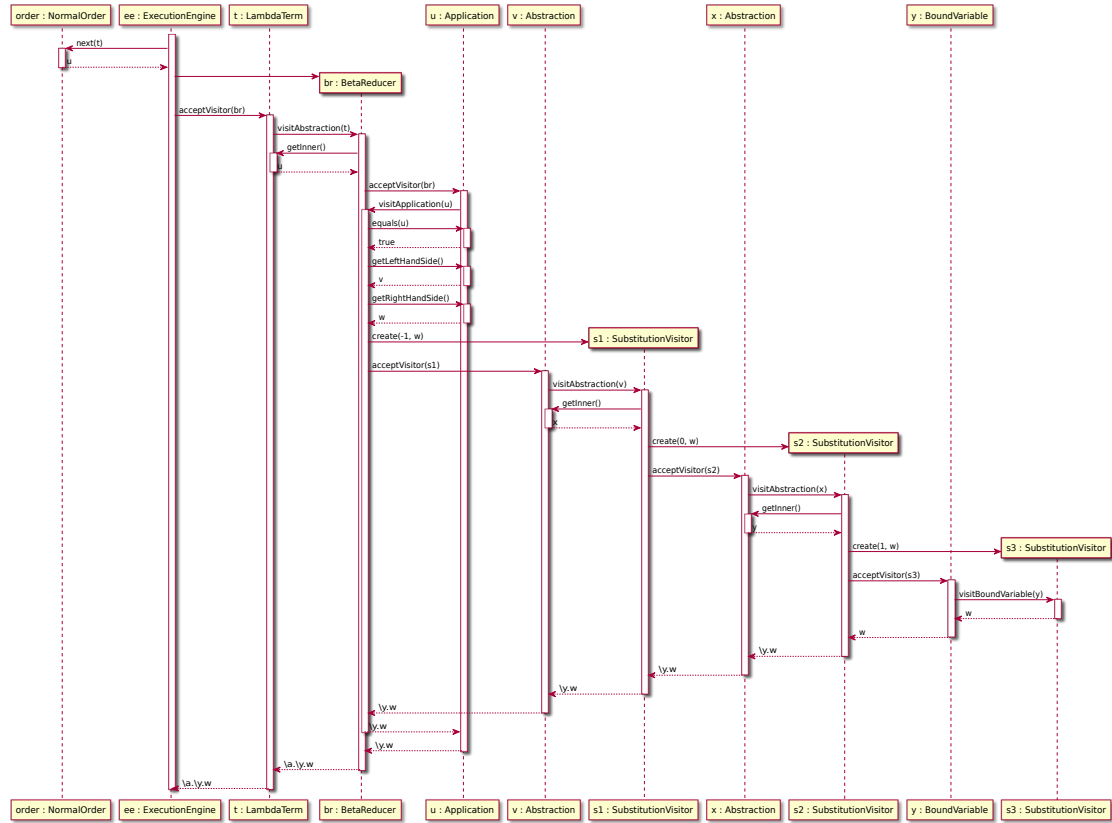 order : NormalOrder
ee : ExecutionEngine
t : LambdaTerm
u : Application
v : Abstraction
x : Abstraction
y : BoundVariable
next(t)
u
br : BetaReducer
acceptVisitor(br)
visitAbstraction(t)
getInner()
u
acceptVisitor(br)
visitApplication(u)
equals(u)
true
getLeftHandSide()
v
getRightHandSide()
w
create(-1, w)
s1 : SubstitutionVisitor
acceptVisitor(s1)
visitAbstraction(v)
getInner()
x
create(0, w)
s2 : SubstitutionVisitor
acceptVisitor(s2)
visitAbstraction(x)
getInner()
y
create(1, w)
s3 : SubstitutionVisitor
acceptVisitor(s3)
visitBoundVariable(y)
w
w
\y.w
\y.w
\y.w
\y.w
\y.w
\y.w
\a.\y.w
\a.\y.w
order : NormalOrder
ee : ExecutionEngine
t : LambdaTerm
br : BetaReducer
u : Application
v : Abstraction
s1 : SubstitutionVisitor
x : Abstraction
s2 : SubstitutionVisitor
y : BoundVariable
s3 : SubstitutionVisitor